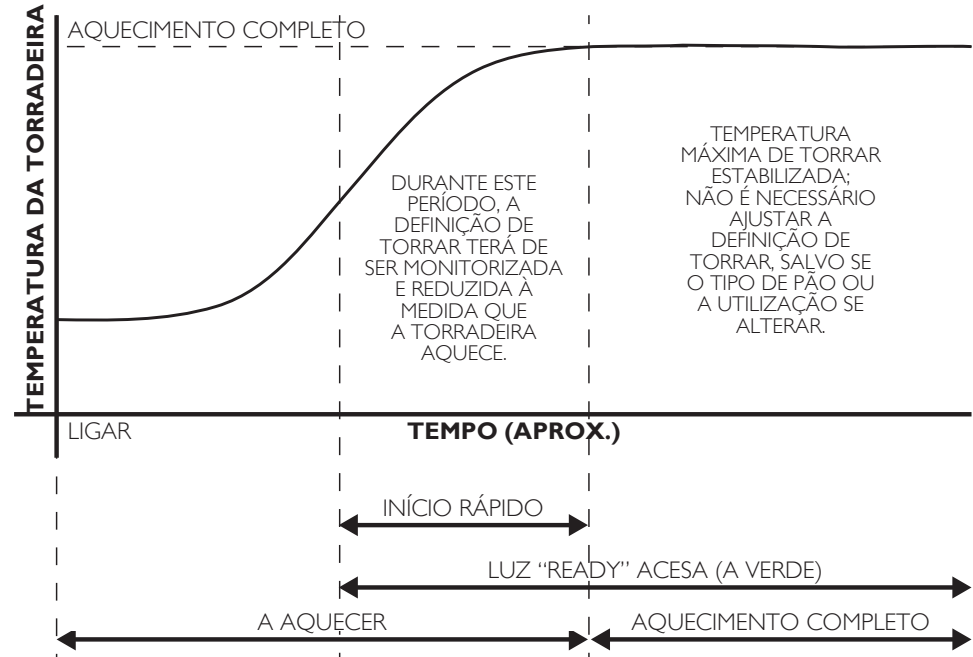 TEMPERATURA DA TORRADEIRA
AQUECIMENTO COMPLETO
DURANTE ESTE
PERÍODO, A
DEFINIÇÃO DE
TORRAR TERÁ DE
SER MONITORIZADA
E REDUZIDA À
MEDIDA QUE
A TORRADEIRA
AQUECE.
TEMPERATURA
MÁXIMA DE TORRAR
ESTABILIZADA;
NÃO É NECESSÁRIO
AJUSTAR A
DEFINIÇÃO DE
TORRAR, SALVO SE
O TIPO DE PÃO OU
A UTILIZAÇÃO SE
ALTERAR.
LIGAR
TEMPO (APROX.)
INÍCIO RÁPIDO
LUZ “READY” ACESA (A VERDE)
A AQUECER
AQUECIMENTO COMPLETO